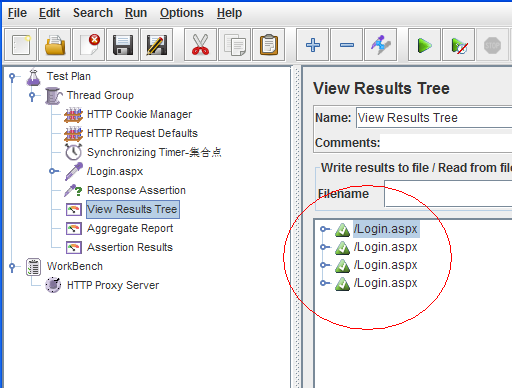 File Edit Search Run Options Help
Test Plan
Thread Group
HTTP Cookie Manager
HTTP Request Defaults
Synchronizing Timer-集合点
/Login.aspx
Response Assertion
View Results Tree
Aggregate Report
Assertion Results
WorkBench
HTTP Proxy Server
View Results Tree
Name: View Results Tree
Comments:
Write results to file / Read from file
Filename
/Login.aspx
/Login.aspx
/Login.aspx
/Login.aspx